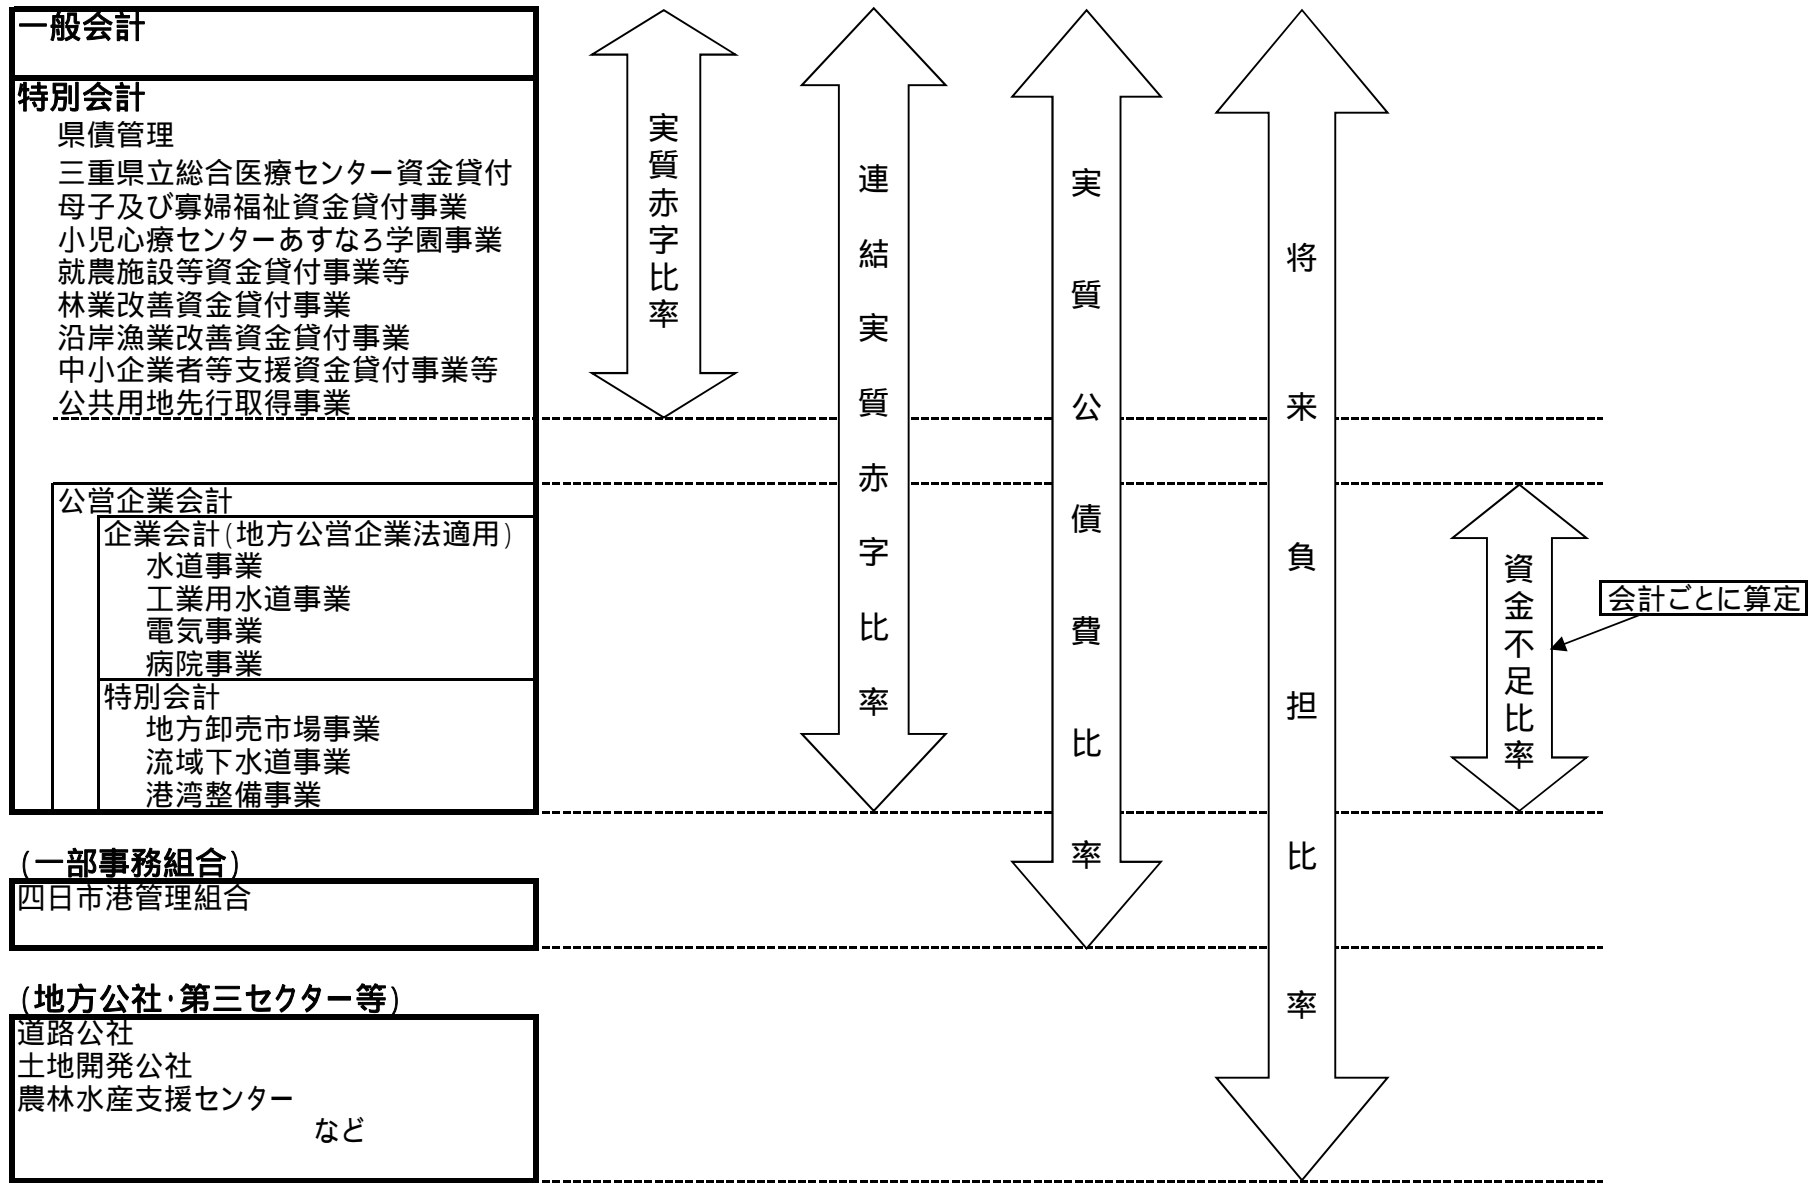 一般会計
特別会計
県債管理
三重県立総合医療センター資金貸付
母子及び寡婦福祉資金貸付事業
小児心療センターあすなろ学園事業
就農施設等資金貸付事業等
林業改善資金貸付事業
沿岸漁業改善資金貸付事業
中小企業者等支援資金貸付事業等
公共用地先行取得事業
公営企業会計
企業会計(地方公営企業法適用)
水道事業
工業用水道事業
電気事業
病院事業
特別会計
地方卸売市場事業
流域下水道事業
港湾整備事業
(一部事務組合)
四日市港管理組合
(地方公社・第三セクター等)
道路公社
土地開発公社
農林水産支援センター
など
実質赤字比率
連結実質赤字比率
実質公債費比率
将来負担比率
資金不足比率
会計ごとに算定